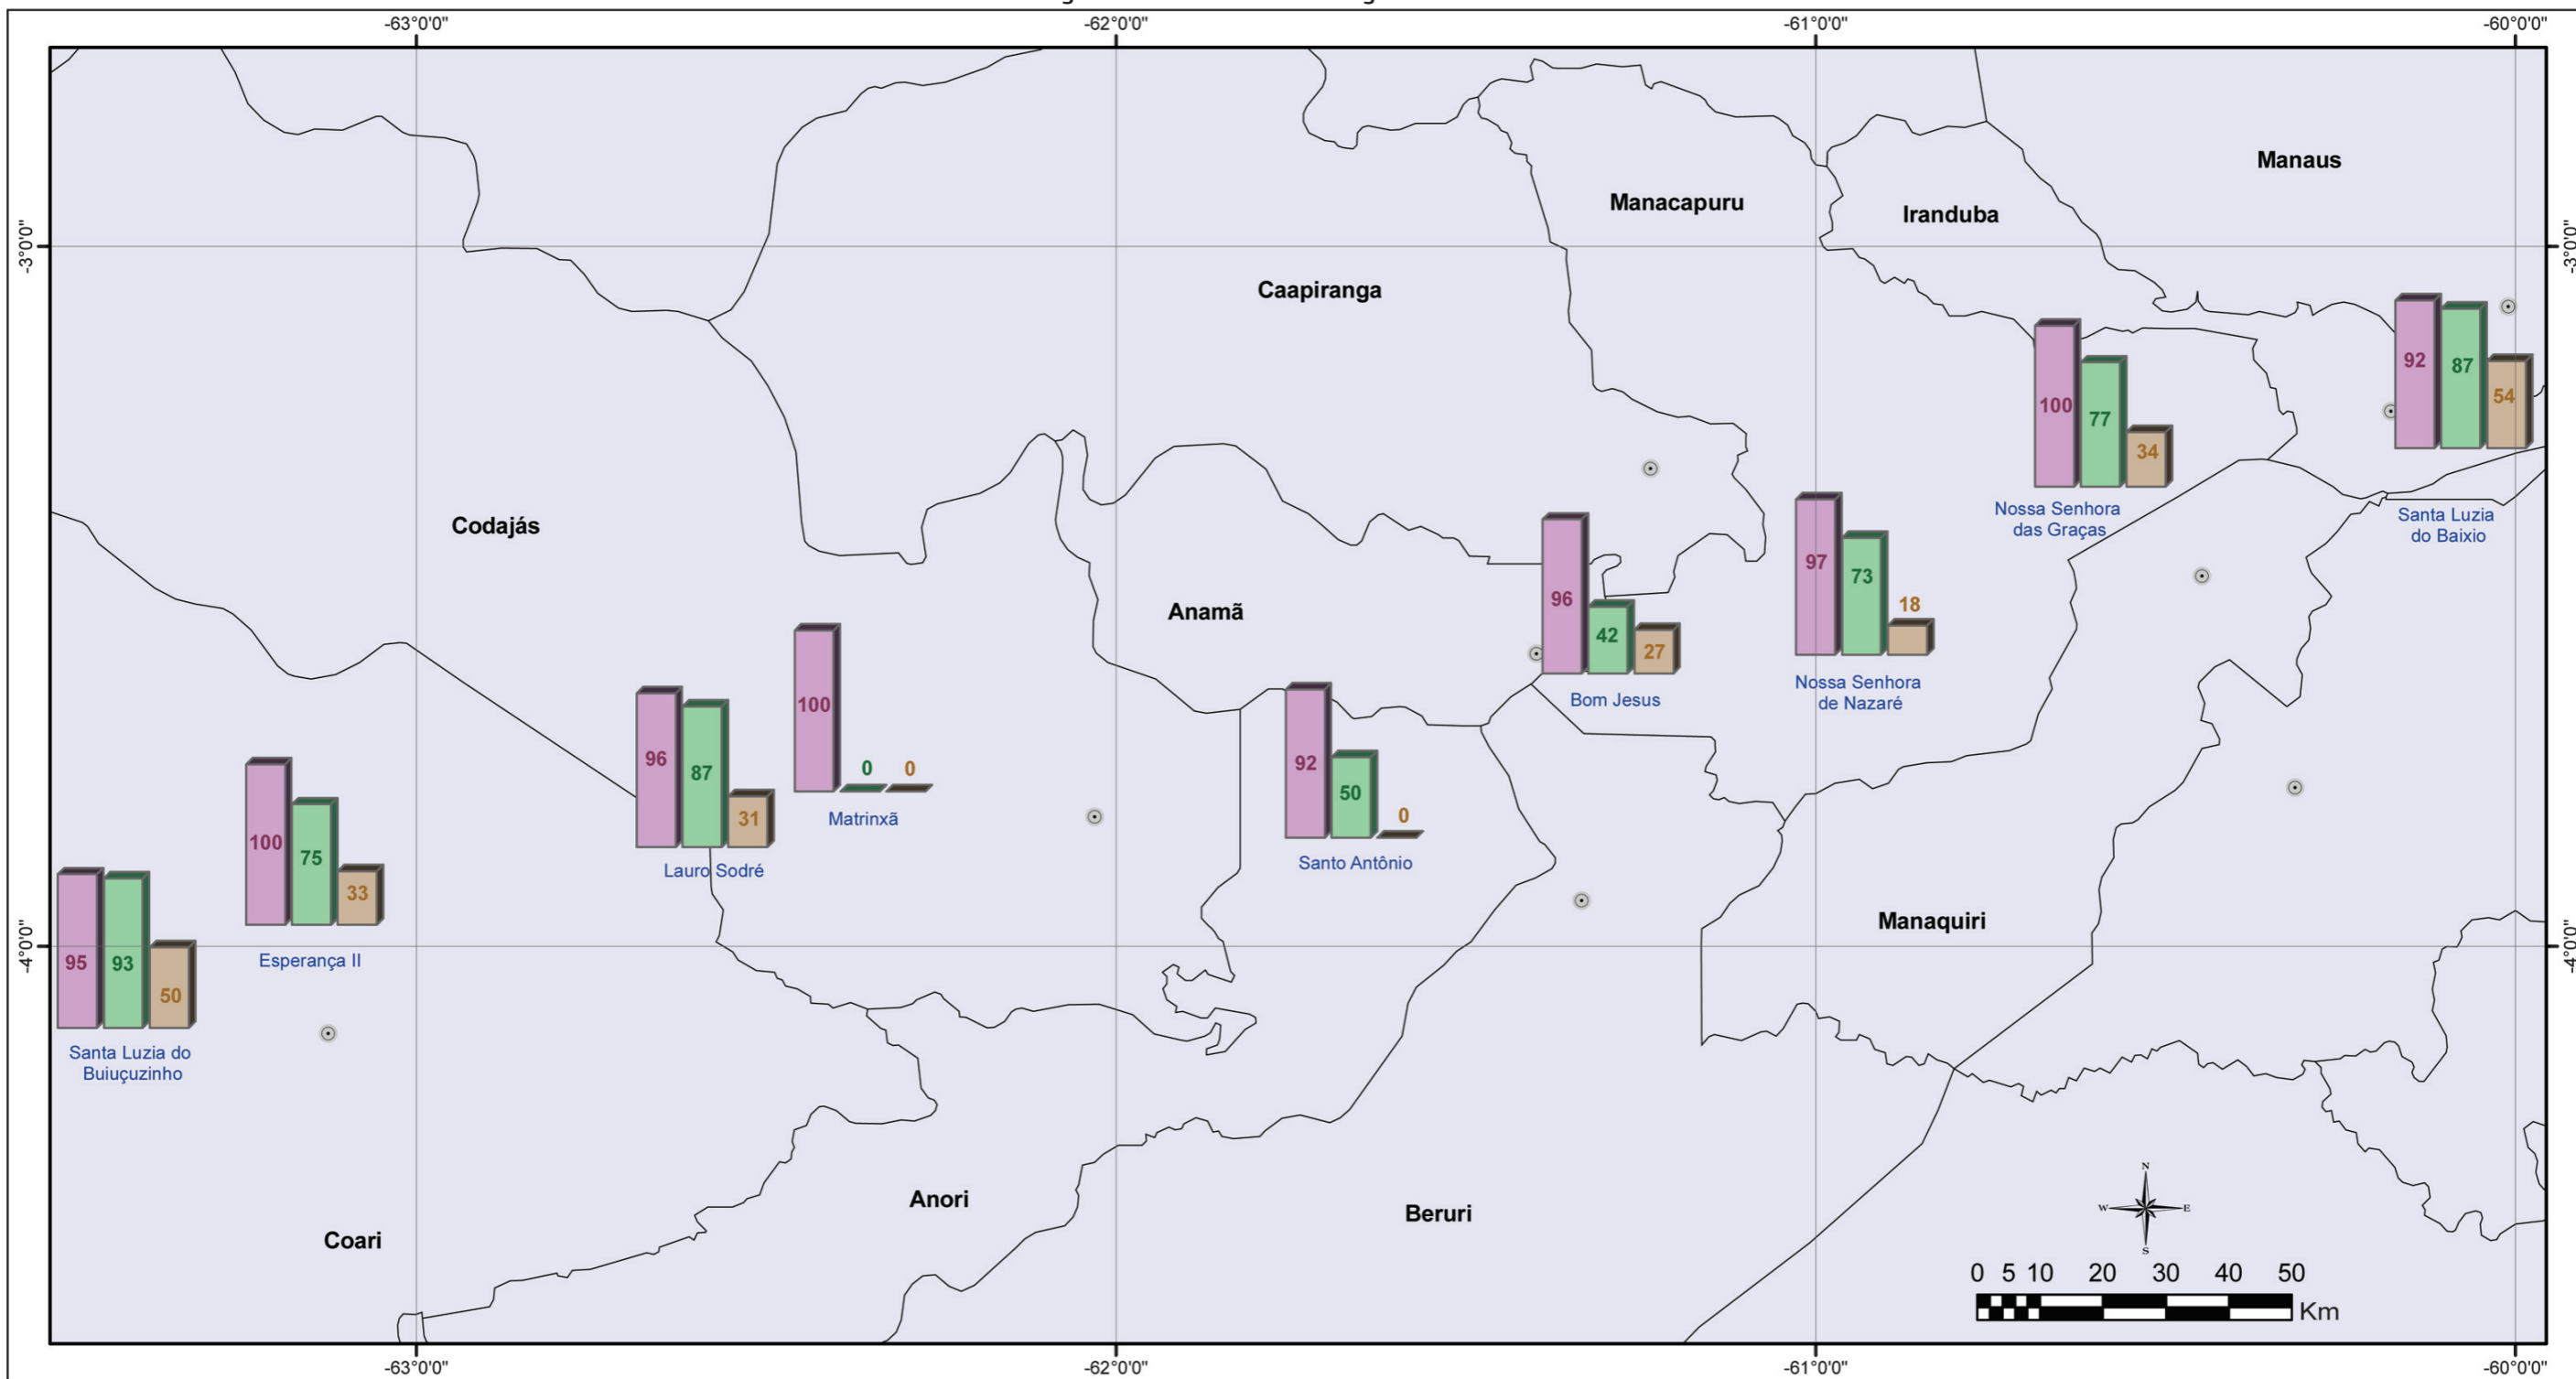 -63°0'0"
-62°0'0"
-61°0'0"
-60°0'0"
Manaus
Manacapuru
Iranduba
-3°0'0"
-3°0'0"
Caapiranga
92
87
54
100
77
34
Nossa Senhora
das Graças
Santa Luzia
do Baixio
Codajás
97
73
18
Nossa Senhora
de Nazaré
96
42
27
Bom Jesus
Anamã
100
0
0
Matrinxã
96
87
31
Lauro Sodré
92
50
0
Santo Antônio
100
75
33
Esperança II
95
93
50
Santa Luzia do
Buiuçuzinho
-4°0'0"
-4°0'0"
Manaquiri
Anori
Beruri
Coari
N
W
E
S
0 5 10 20 30 40 50
Km
-63°0'0"
-62°0'0"
-61°0'0"
-60°0'0"